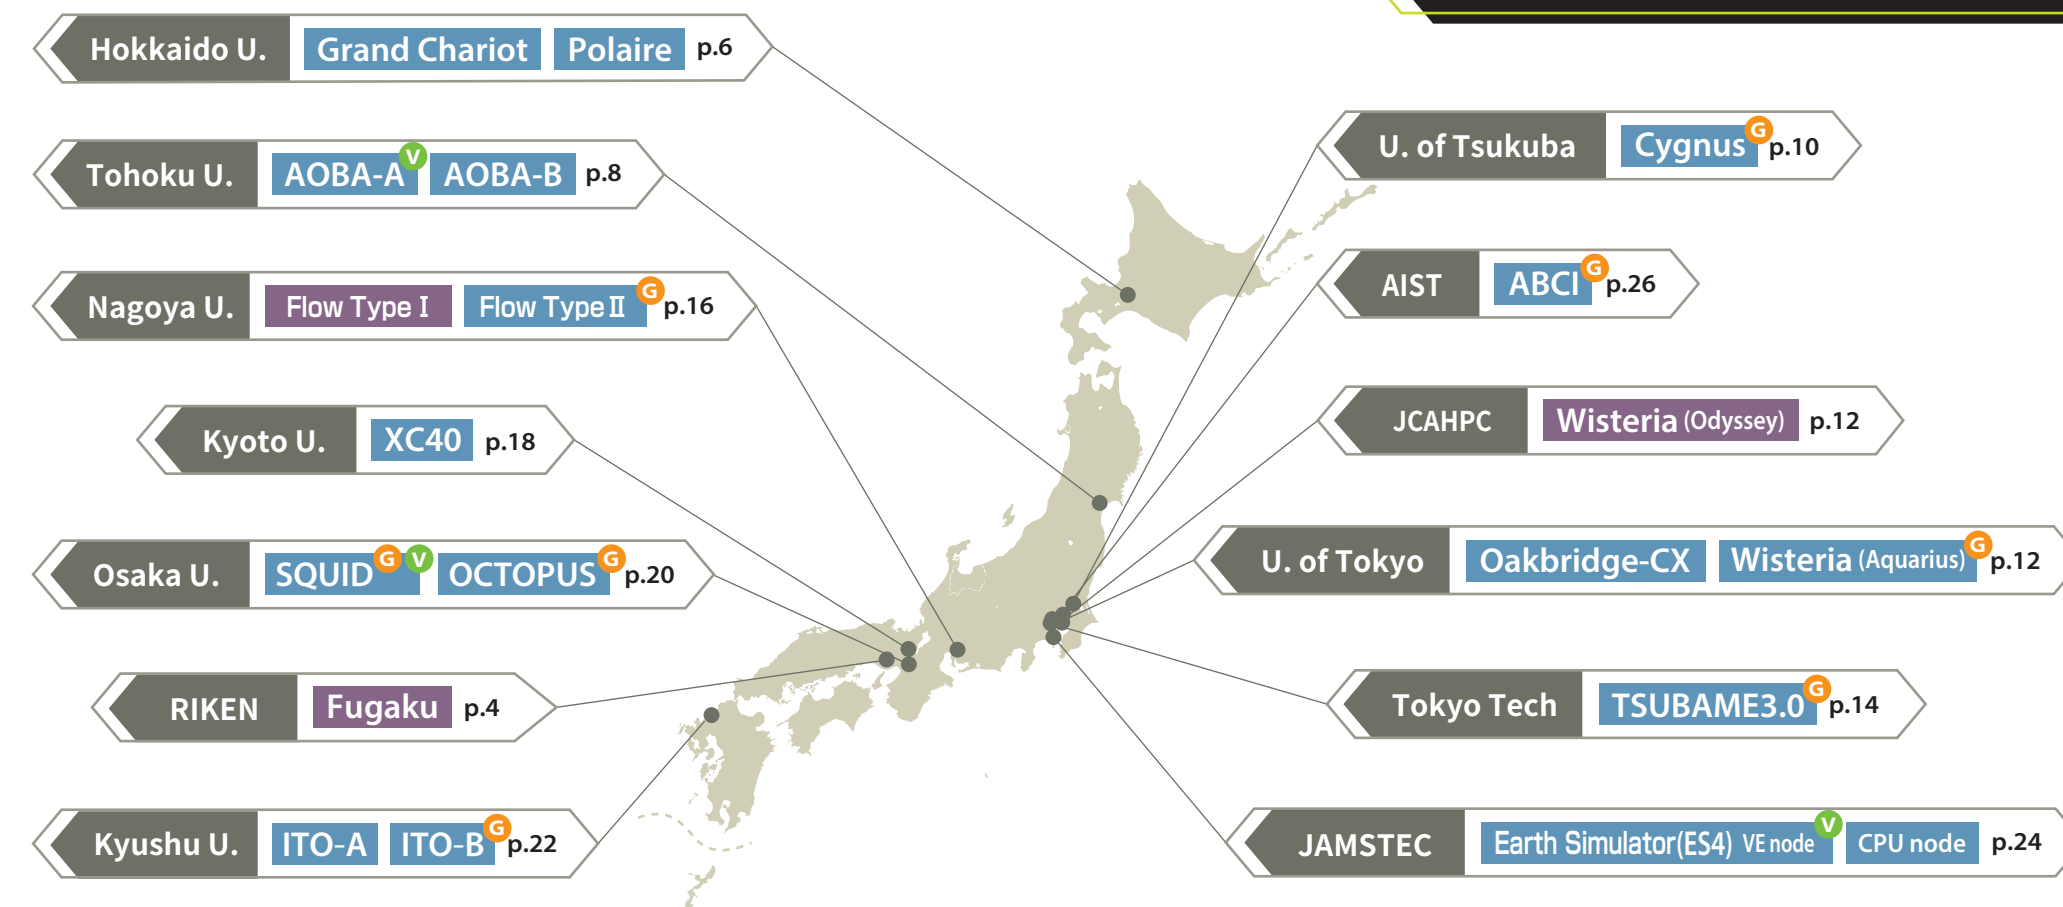 Hokkaido U. Grand Chariot Polaire p.6
Tohoku U. AOBA-A V AOBA-B p.8
Nagoya U. Flow Type I Flow Type II G p.16
Kyoto U. XC40 p.18
Osaka U. SQUID G V OCTOPUS G p.20
RIKEN Fugaku p.4
Kyushu U. ITO-A ITO-B G p.22
U. of Tsukuba Cygnus G p.10
AIST ABCI G p.26
JCAHPC Wisteria (Odyssey) p.12
U. of Tokyo Oakbridge-CX Wisteria (Aquarius) G p.12
Tokyo Tech TSUBAME3.0 G p.14
JAMSTEC Earth Simulator(ES4) VE node V CPU node p.24